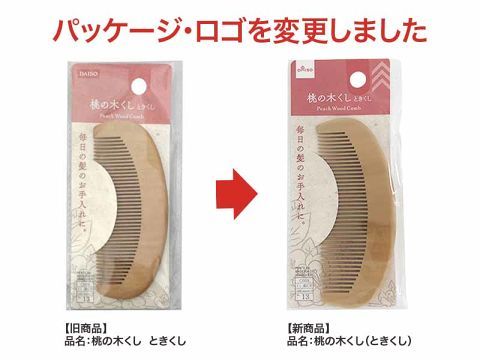 パッケージ・ロゴを変更しました
DAISO
桃の木くし ときくし
Peach Wood Comb
毎日の髪のお手入れに。
13
DAISO
桃の木くし ときくし
Peach Wood Comb
毎日の髪のお手入れに。
13
【旧商品】
品名：桃の木くし ときくし
【新商品】
品名：桃の木くし（ときくし）